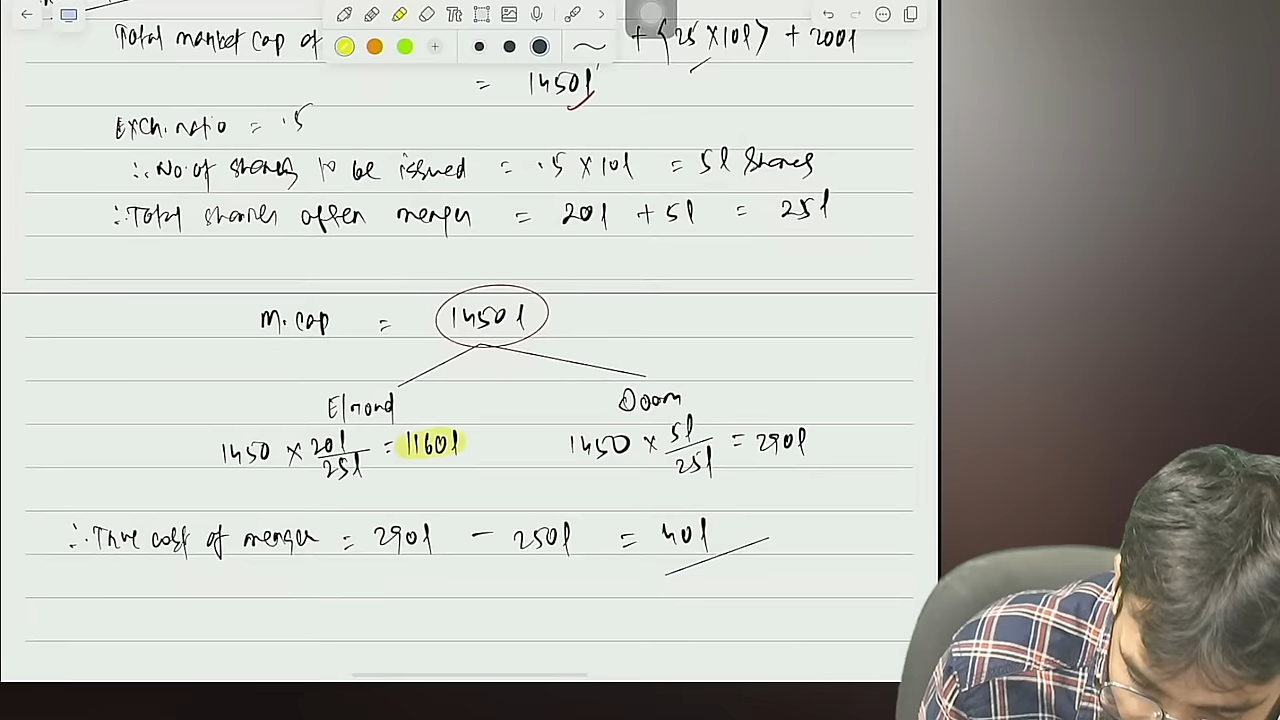 Total market cap of + {25 × 10l} + 200l
= 1450l
Exch. ratio = .5
∴ No. of shares to be issued = .5 × 10l = 5l Shares
∴ Total shares after merger = 20l + 5l = 25l
M. cap = 1450l
Elrond Doom
1450 × 20l/25l = 1160l 1450 × 5l/25l = 290l
∴ True cost of merger = 290l - 250l = 40l